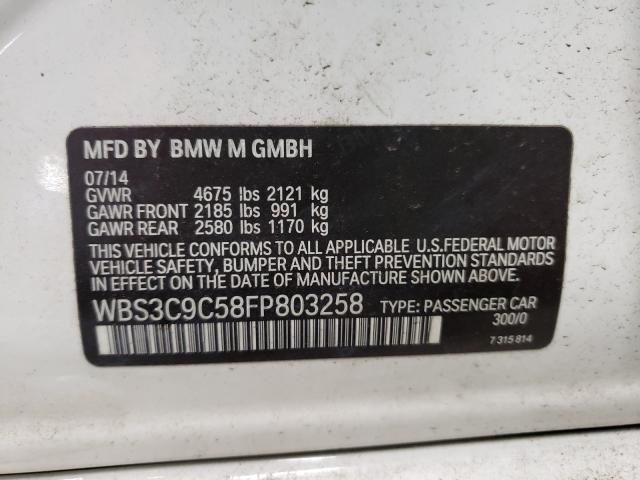 MFD BY BMW M GMBH
07/14
GVWR 4675 lbs 2121 kg
GAWR FRONT 2185 lbs 991 kg
GAWR REAR 2580 lbs 1170 kg
THIS VEHICLE CONFORMS TO ALL APPLICABLE U.S.FEDERAL MOTOR
VEHICLE SAFETY, BUMPER AND THEFT PREVENTION STANDARDS
IN EFFECT ON THE DATE OF MANUFACTURE SHOWN ABOVE.
WBS3C9C58FP803258 TYPE: PASSENGER CAR
300/0
7 315 814